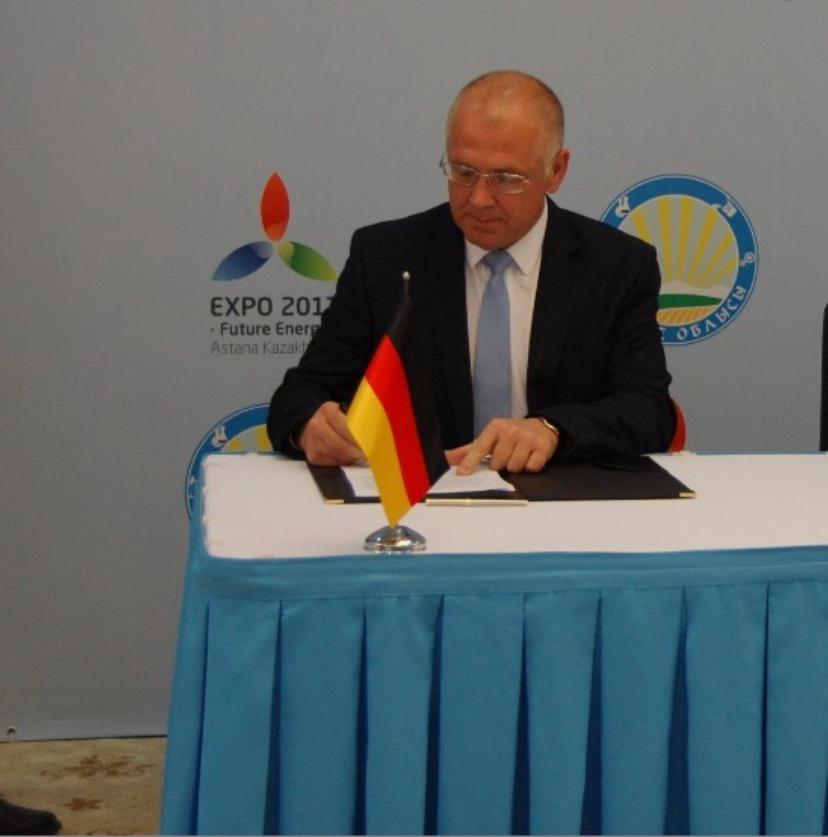 EXPO 201
- Future Energ
Astana Kazakh
ОБЛЫСЫ